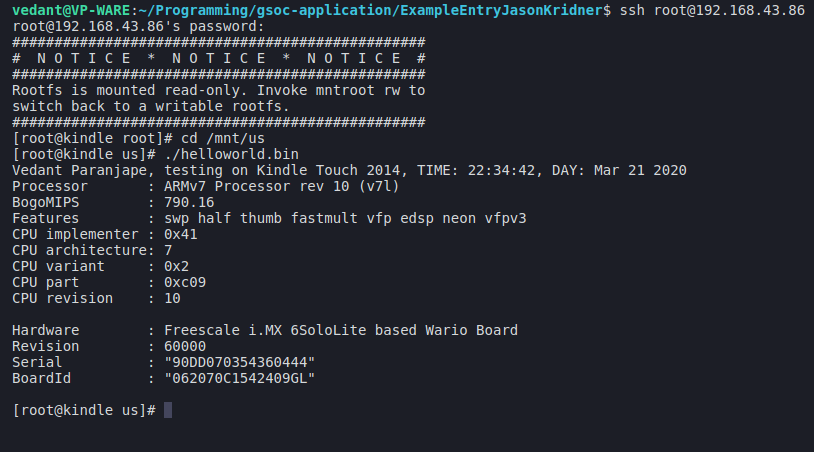 vedant@VP-WARE:~/Programming/gsoc-application/ExampleEntryJasonKridner$ ssh root@192.168.43.86
root@192.168.43.86's password:
#################################################
#  N O T I C E  *  N O T I C E  *  N O T I C E  #
#################################################
Rootfs is mounted read-only. Invoke mntroot rw to
switch back to a writable rootfs.
#################################################
[root@kindle root]# cd /mnt/us
[root@kindle us]# ./helloworld.bin
Vedant Paranjape, testing on Kindle Touch 2014, TIME: 22:34:42, DAY: Mar 21 2020
Processor       : ARMv7 Processor rev 10 (v7l)
BogoMIPS        : 790.16
Features        : swp half thumb fastmult vfp edsp neon vfpv3
CPU implementer : 0x41
CPU architecture: 7
CPU variant     : 0x2
CPU part        : 0xc09
CPU revision    : 10
Hardware        : Freescale i.MX 6SoloLite based Wario Board
Revision        : 60000
Serial          : "90DD070354360444"
BoardId         : "062070C1542409GL"
[root@kindle us]#